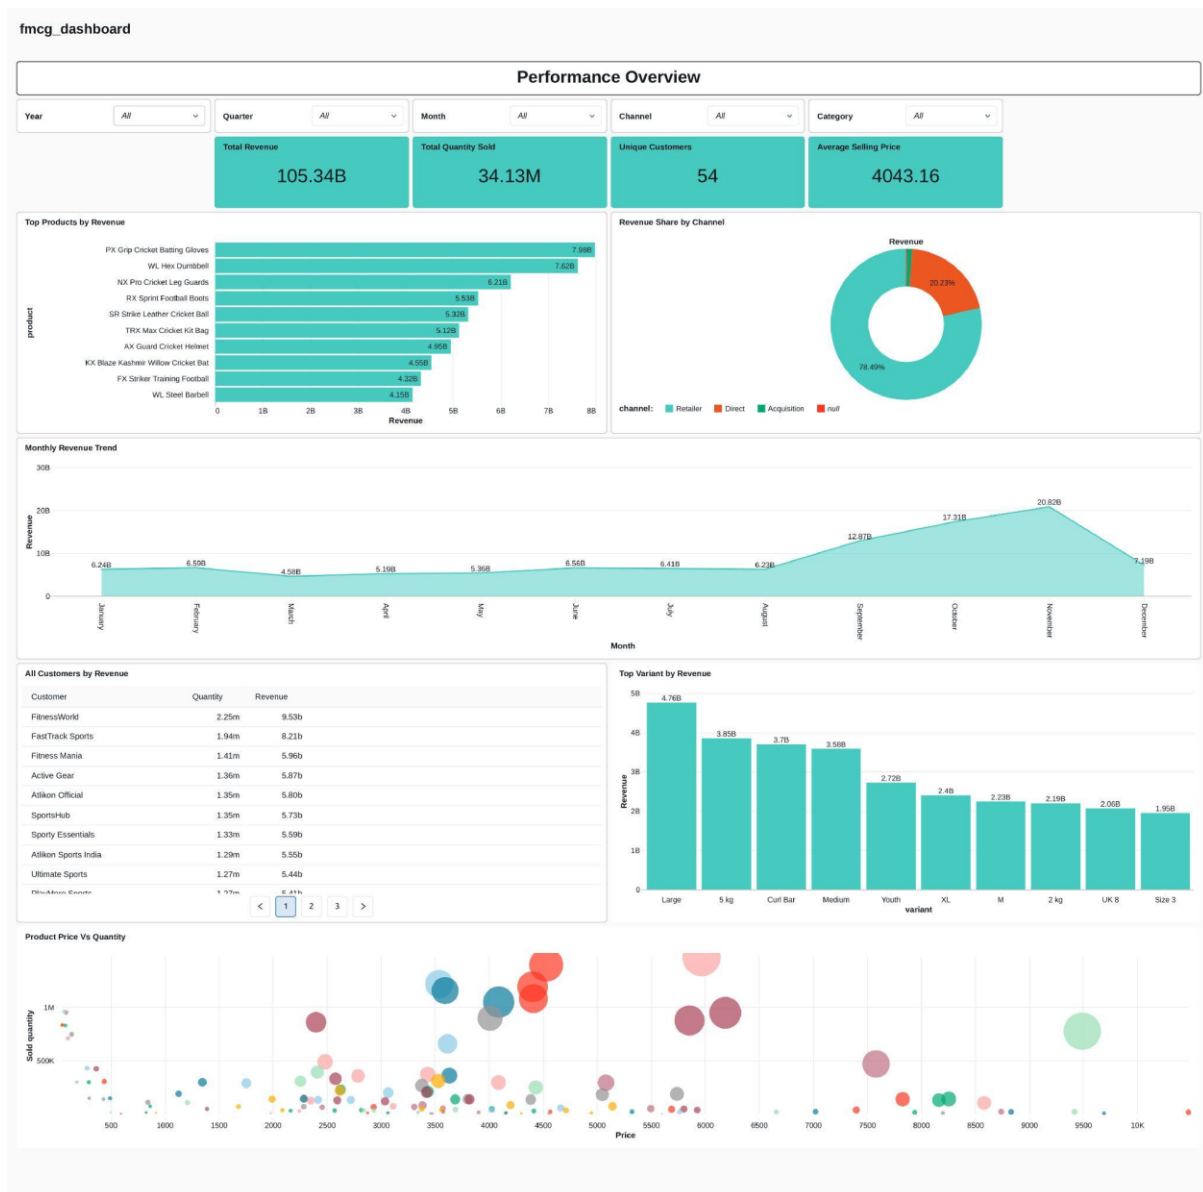 fmcg_dashboard
Performance Overview
Year All Quarter All Month All Channel All Category All
Total Revenue Total Quantity Sold Unique Customers Average Selling Price
105.34B 34.13M 54 4043.16
Top Products by Revenue
product
PX Grip Cricket Batting Gloves 7.98B
WL Hex Dumbbell 7.62B
NX Pro Cricket Leg Guards 6.21B
RX Sprint Football Boots 5.53B
SR Strike Leather Cricket Ball 5.32B
TRX Max Cricket Kit Bag 5.12B
AX Guard Cricket Helmet 4.95B
KX Blaze Kashmir Willow Cricket Bat 4.55B
FX Striker Training Football 4.32B
WL Steel Barbell 4.15B
0 1B 2B 3B 4B 5B 6B 7B 8B
Revenue
Revenue Share by Channel
Revenue
20.23%
78.49%
channel: Retailer Direct Acquisition null
Monthly Revenue Trend
Revenue
30B
20B
10B
0
6.24B 6.59B 4.58B 5.19B 5.36B 6.56B 6.41B 6.23B 12.87B 17.31B 20.82B 7.19B
January February March April May June July August September October November December
Month
All Customers by Revenue
Customer Quantity Revenue
FitnessWorld 2.25m 9.53b
FastTrack Sports 1.94m 8.21b
Fitness Mania 1.41m 5.96b
Active Gear 1.36m 5.87b
Atlikon Official 1.35m 5.80b
SportsHub 1.35m 5.73b
Sporty Essentials 1.33m 5.59b
Atlikon Sports India 1.29m 5.55b
Ultimate Sports 1.27m 5.44b
PlayMore Sports 1.27m 5.41b
< 1 2 3 >
Top Variant by Revenue
Revenue
5B
4B
3B
2B
1B
0
4.76B 3.85B 3.7B 3.58B 2.72B 2.4B 2.23B 2.19B 2.06B 1.95B
Large 5 kg Curl Bar Medium Youth XL M 2 kg UK 8 Size 3
variant
Product Price Vs Quantity
Sold quantity
1M
500K
500 1000 1500 2000 2500 3000 3500 4000 4500 5000 5500 6000 6500 7000 7500 8000 8500 9000 9500 10K
Price